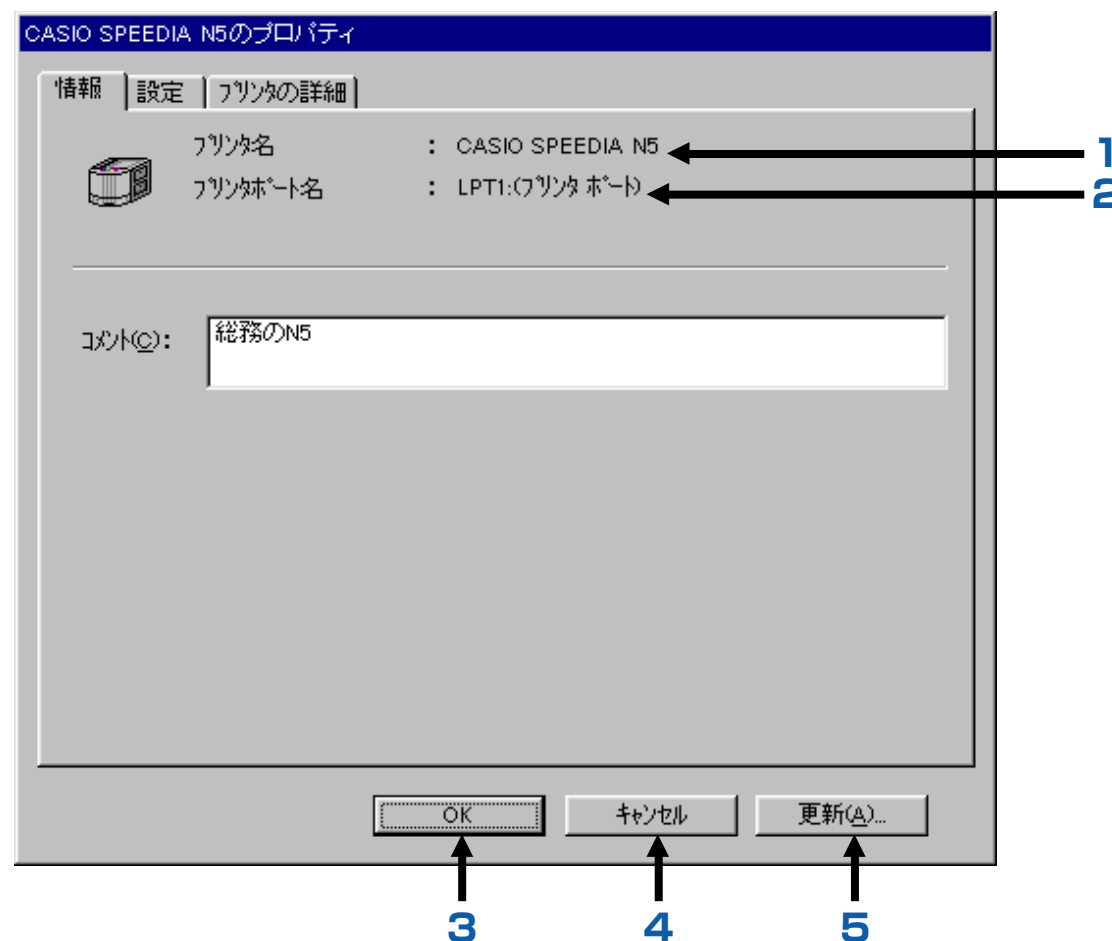 CASIO SPEEDIA N5のプロパティ
情報 設定 プリンタの詳細
プリンタ名 : CASIO SPEEDIA N5 1
プリンタポート名 : LPT1:(プリンタ ポート) 2
コメント(C): 総務のN5
OK キャンセル 更新(A)...
3 4 5